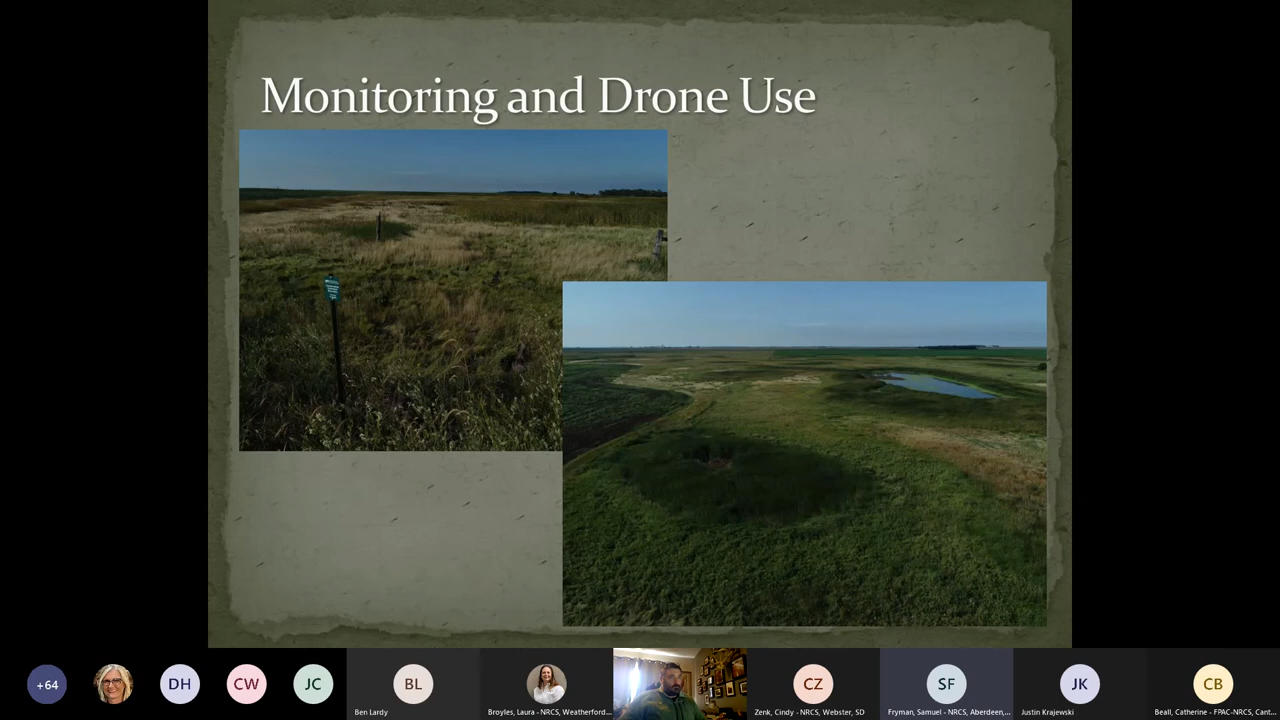 Monitoring and Drone Use
+64
DH
CW
JC
BL
Ben Lardy
Broyles, Laura - NRCS, Weatherford...
CZ
Zenk, Cindy - NRCS, Webster, SD
SF
Fryman, Samuel - NRCS, Aberdeen,...
JK
Justin Krajewski
CB
Beall, Catherine - FPAC-NRCS, Cant...